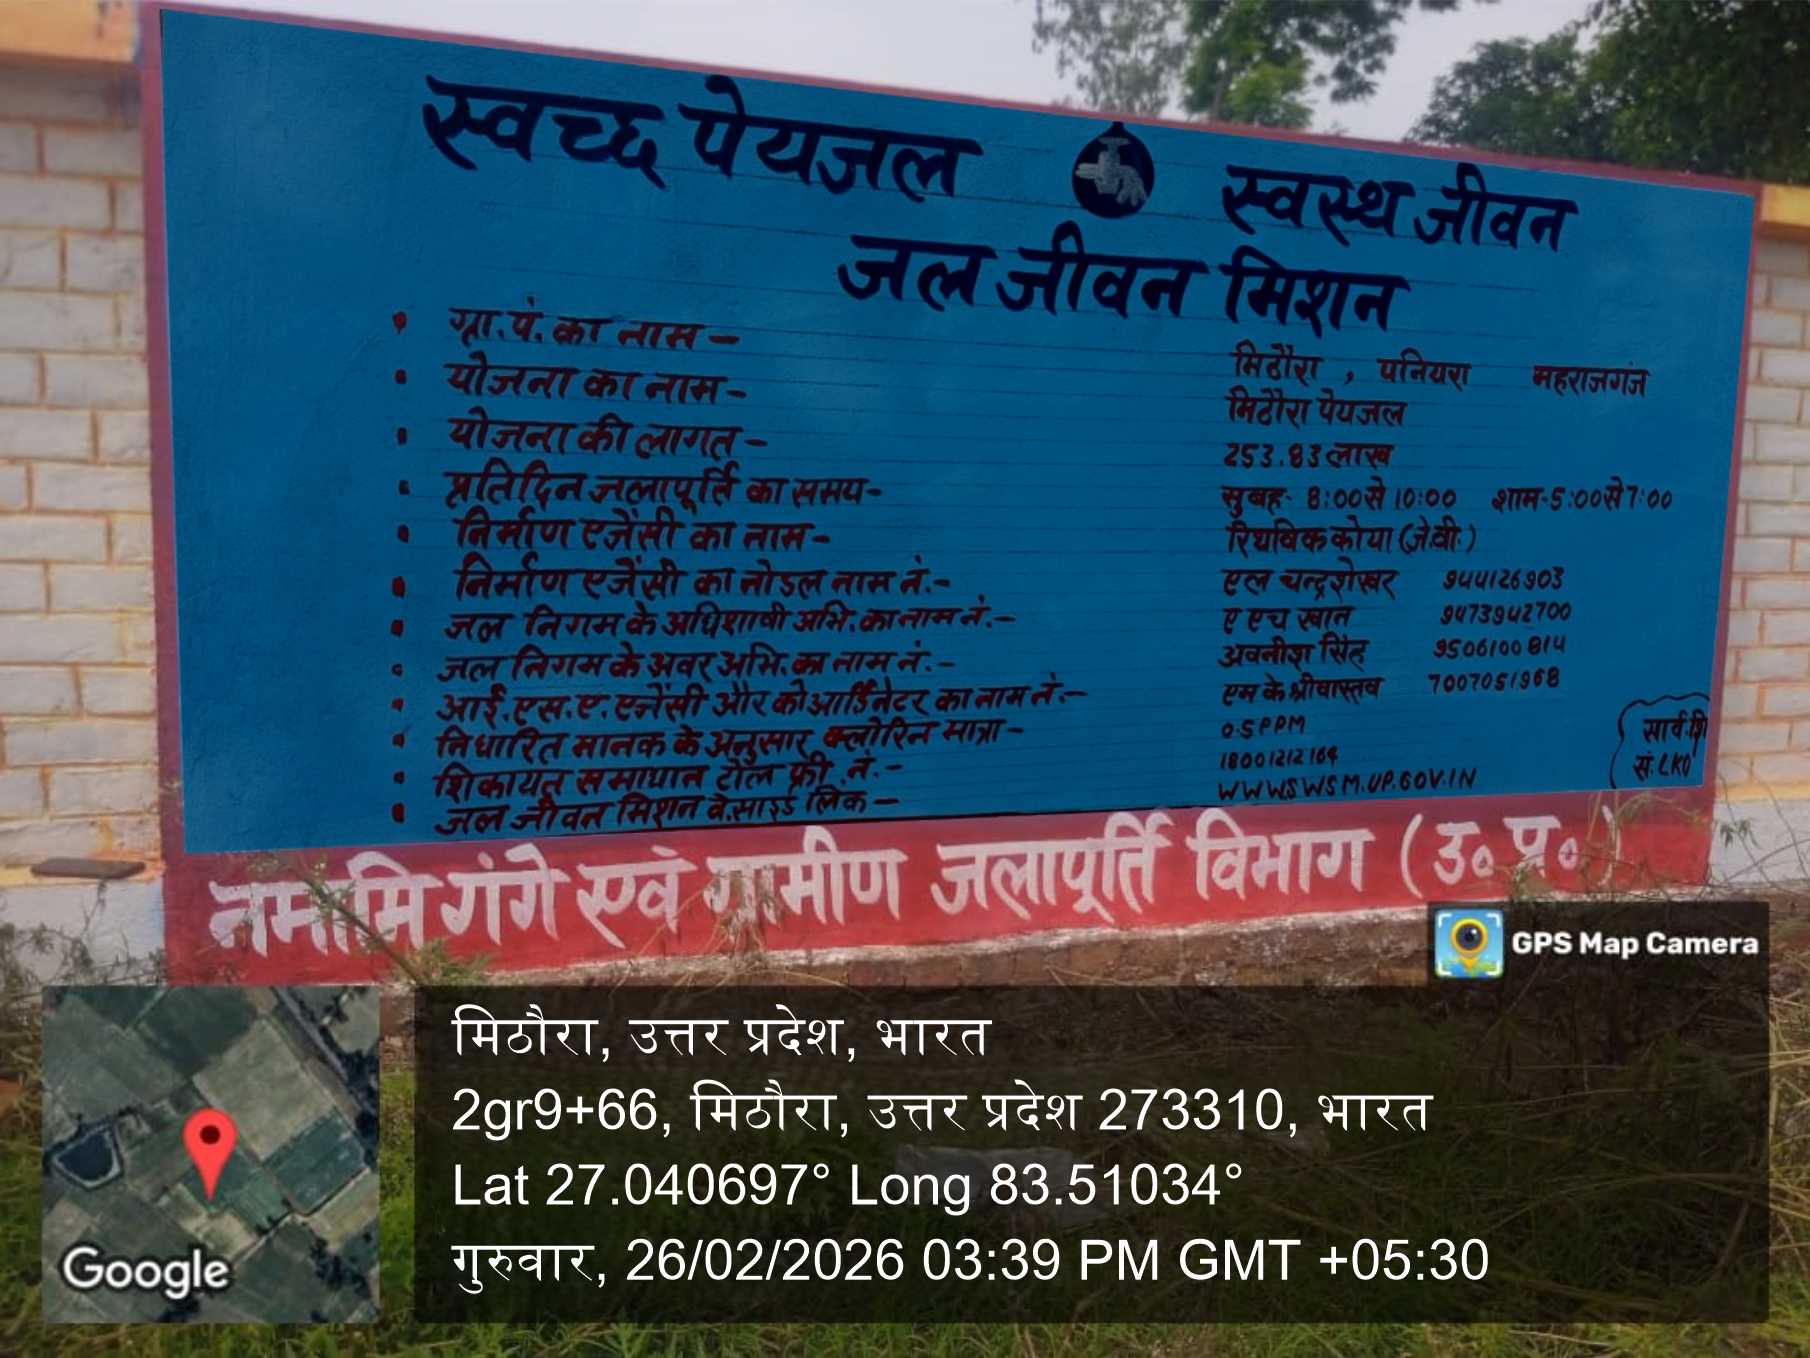 स्वच्छ पेयजल स्वस्थ जीवन
जल जीवन मिशन
ग्रा.पं. का नाम – मिठौरा , पनियरा महराजगंज
योजना का नाम- मिठौरा पेयजल
योजना की लागत- 253.83 लाख
प्रतिदिन जलापूर्ति का समय- सुबह- 8:00 से 10:00 शाम-5:00 से 7:00
निर्माण एजेंसी का नाम- रिथविक कोया (जे.वी.)
निर्माण एजेंसी का नोडल नाम नं.- एल चन्द्रशेखर 944126903
जल निगम के अधिशाषी अभि. का नाम नं.- ए एच खान 9473942700
जल निगम के अवर अभि. का नाम नं.- अवनीश सिंह 9506100814
आई.एस.ए. एजेंसी और कोआर्डिनेटर का नाम नं.- एम के श्रीवास्तव 7007051968
निधारित मानक के अनुसार क्लोरिन मात्रा- 0.5PPM
शिकायत समाधान टोल फ्री नं.- 18001212164
जल जीवन मिशन वे.साइड लिंक- WWW.SWSM.UP.GOV.IN
सार्व.शि
सं. LKO
नमामि गंगे एवं ग्रामीण जलापूर्ति विभाग (उ० प्र०)
GPS Map Camera
मिठौरा, उत्तर प्रदेश, भारत
2gr9+66, मिठौरा, उत्तर प्रदेश 273310, भारत
Lat 27.040697° Long 83.51034°
गुरुवार, 26/02/2026 03:39 PM GMT +05:30
Google